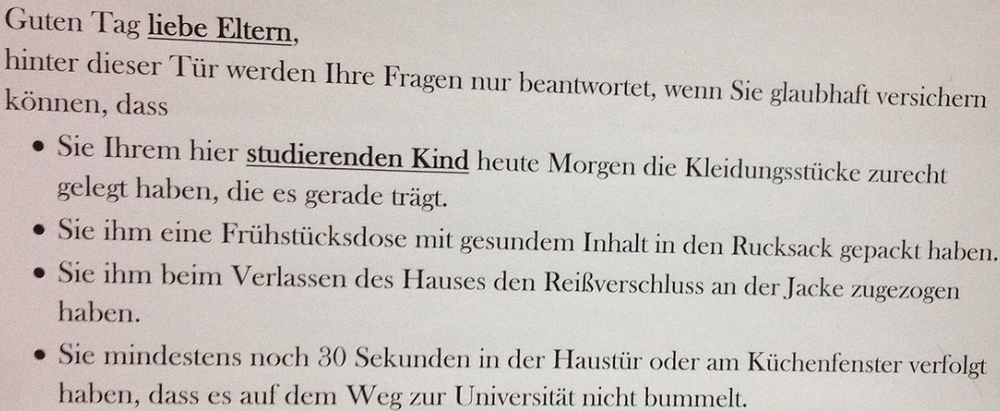 Guten Tag liebe Eltern,
hinter dieser Tür werden Ihre Fragen nur beantwortet, wenn Sie glaubhaft versichern
können, dass
• Sie Ihrem hier studierenden Kind heute Morgen die Kleidungsstücke zurecht
gelegt haben, die es gerade trägt.
• Sie ihm eine Frühstücksdose mit gesundem Inhalt in den Rucksack gepackt haben.
• Sie ihm beim Verlassen des Hauses den Reißverschluss an der Jacke zugezogen
haben.
• Sie mindestens noch 30 Sekunden in der Haustür oder am Küchenfenster verfolgt
haben, dass es auf dem Weg zur Universität nicht bummelt.